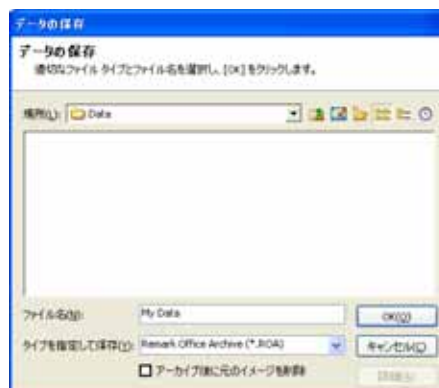 データの保存
データの保存
適切なファイル タイプとファイル名を選択し、[OK] をクリックします。
場所(L): Data
ファイル名(N): My Data OK(O)
タイプを指定して保存(T): Remark Office Archive (*.ROA) キャンセル(C)
アーカイブ後に元のイメージを削除